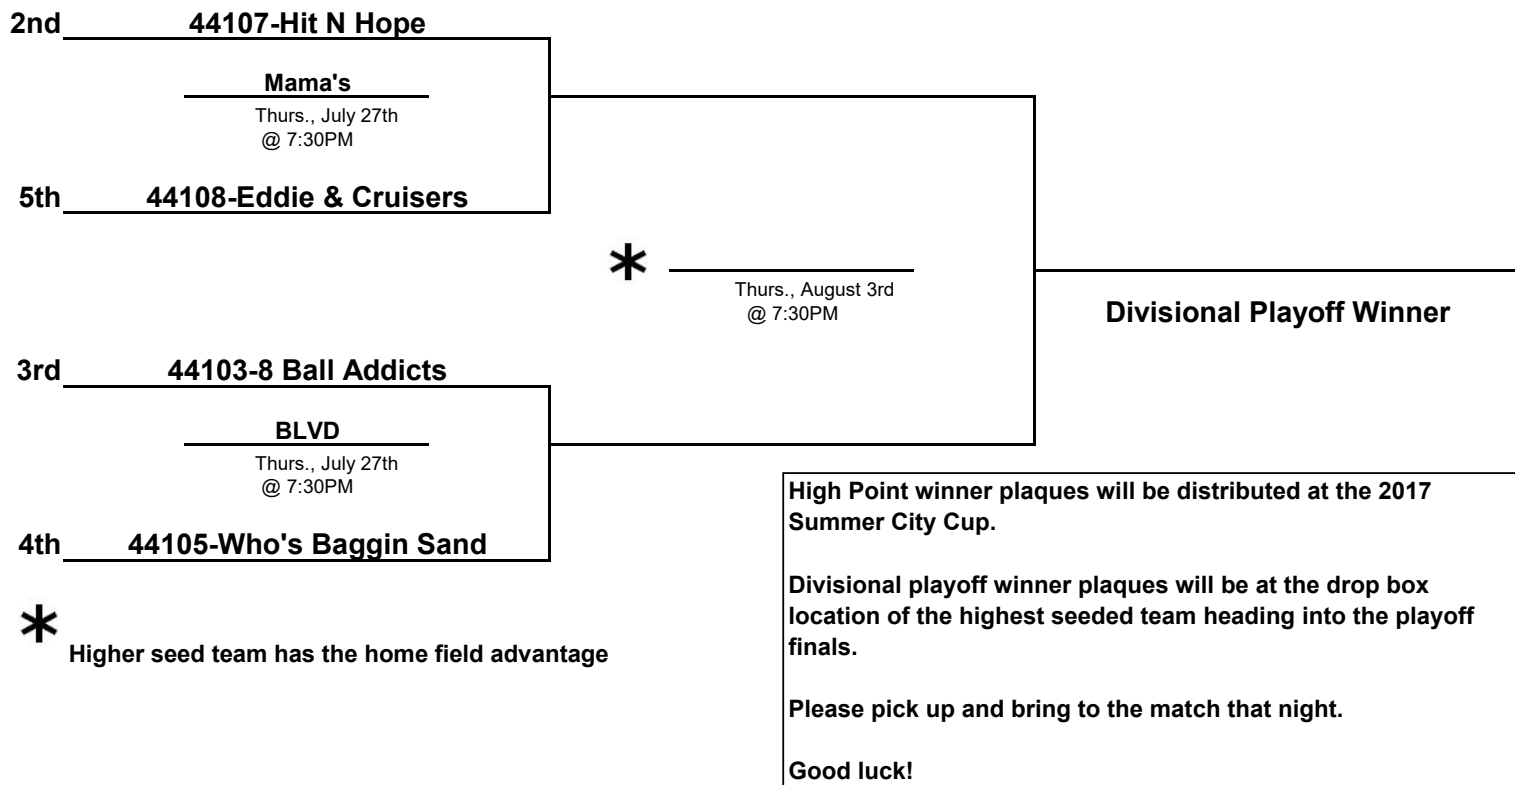 2nd 44107-Hit N Hope
Mama's
Thurs., July 27th
@ 7:30PM
5th 44108-Eddie & Cruisers
*
Thurs., August 3rd
@ 7:30PM
Divisional Playoff Winner
3rd 44103-8 Ball Addicts
BLVD
Thurs., July 27th
@ 7:30PM
4th 44105-Who's Baggin Sand
* Higher seed team has the home field advantage
High Point winner plaques will be distributed at the 2017
Summer City Cup.
Divisional playoff winner plaques will be at the drop box
location of the highest seeded team heading into the playoff
finals.
Please pick up and bring to the match that night.
Good luck!